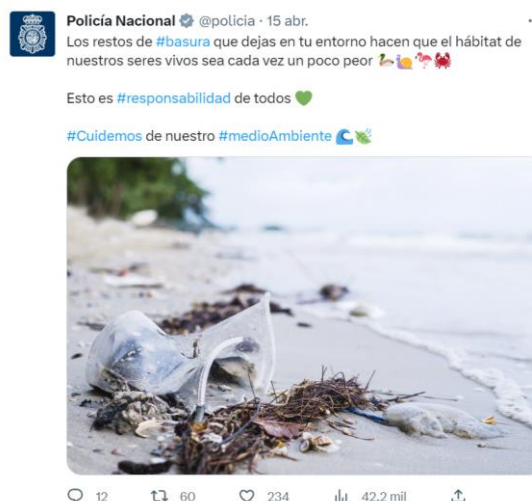 Policía Nacional @policia · 15 abr.
Los restos de #basura que dejas en tu entorno hacen que el hábitat de
nuestros seres vivos sea cada vez un poco peor 🦆🐌🦩🦀
Esto es #responsabilidad de todos 💚
#Cuidemos de nuestro #medioAmbiente 🌊🍃
12 60 234 42,2 mil